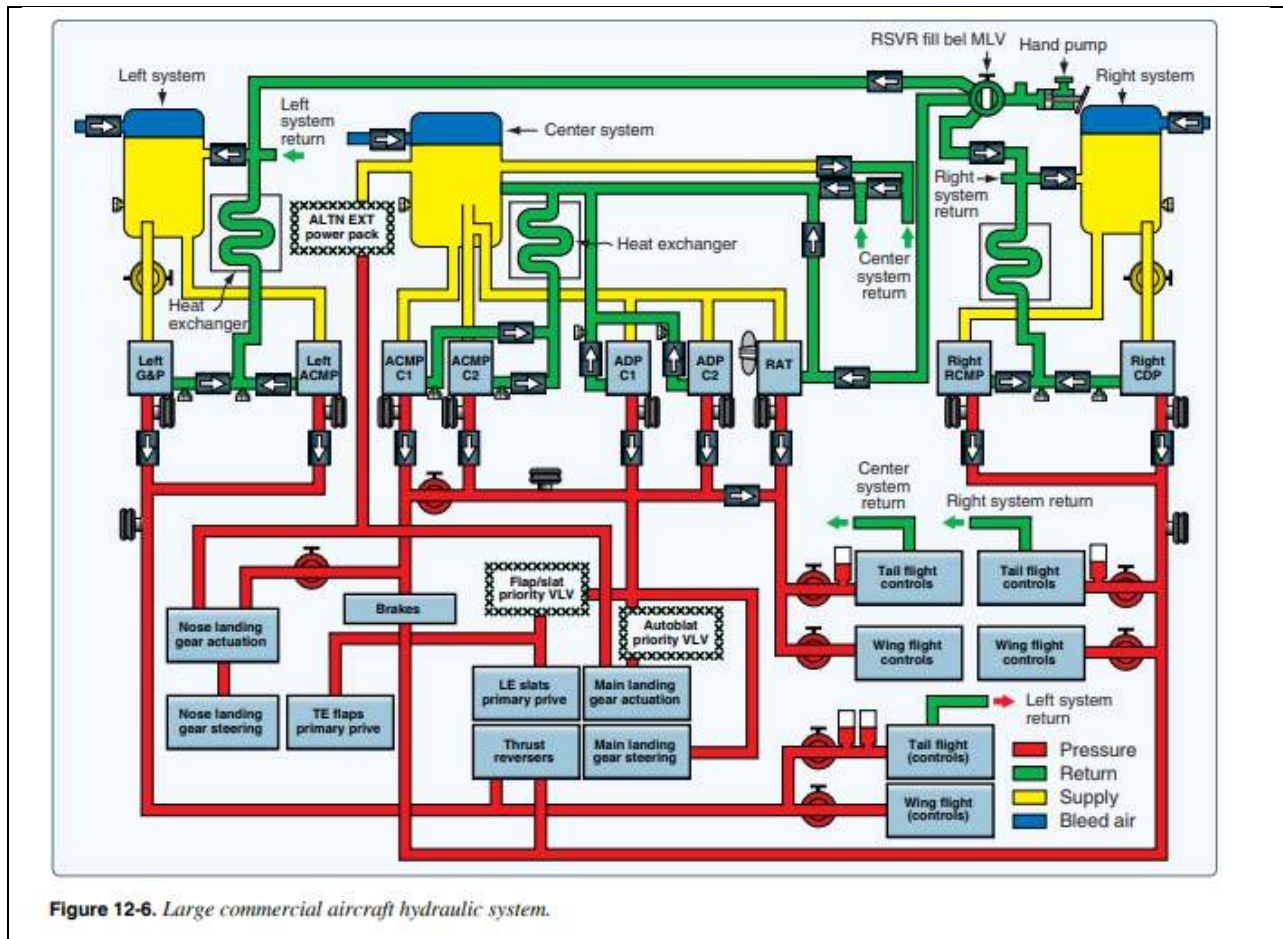 RSVR fill bel MLV
Hand pump
Left system
Right system
Left
system
return
Center system
Right
system
return
ALTN EXT
power pack
Heat exchanger
Center
system
return
Heat
exchanger
Left
G&P
Left
ACMP
ACMP
C1
ACMP
C2
ADP
C1
ADP
C2
RAT
Right
RCMP
Right
CDP
Center
system
return
Right system return
Tail flight
controls
Tail flight
controls
Flap/slat
priority VLV
Brakes
Nose landing
gear actuation
Autoblat
priority VLV
Wing flight
controls
Wing flight
controls
LE slats
primary prive
Main landing
gear actuation
Nose landing
gear steering
TE flaps
primary prive
Left system
return
Thrust
reversers
Main landing
gear steering
Tail flight
(controls)
Wing flight
(controls)
Pressure
Return
Supply
Bleed air
Figure 12-6. Large commercial aircraft hydraulic system.